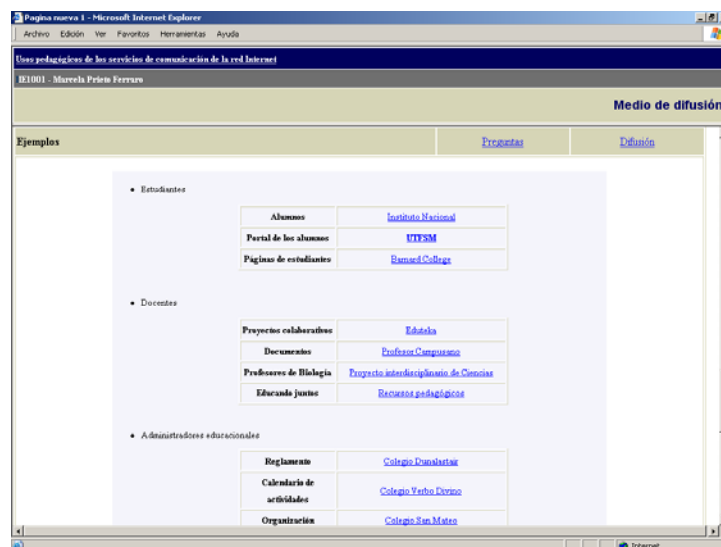 Pagina nueva 1 - Microsoft Internet Explorer
Archivo Edición Ver Favoritos Herramientas Ayuda
Usos pedagógicos de los servicios de comunicación de la red Internet
IE1001 - Marcela Prieto Ferraro
Medio de difusión
Ejemplos Preguntas Difusión
• Estudiantes
Alumnos Instituto Nacional
Portal de los alumnos UTFSM
Páginas de estudiantes Barnard College
• Docentes
Proyectos colaborativos Eduteka
Documentos Profesor Campusano
Profesores de Biología Proyecto interdisciplinario de Ciencias
Educando juntos Recursos pedagógicos
• Administradores educacionales
Reglamento Colegio Dunalastair
Calendario de
actividades Colegio Verbo Divino
Organización Colegio San Mateo
Internet